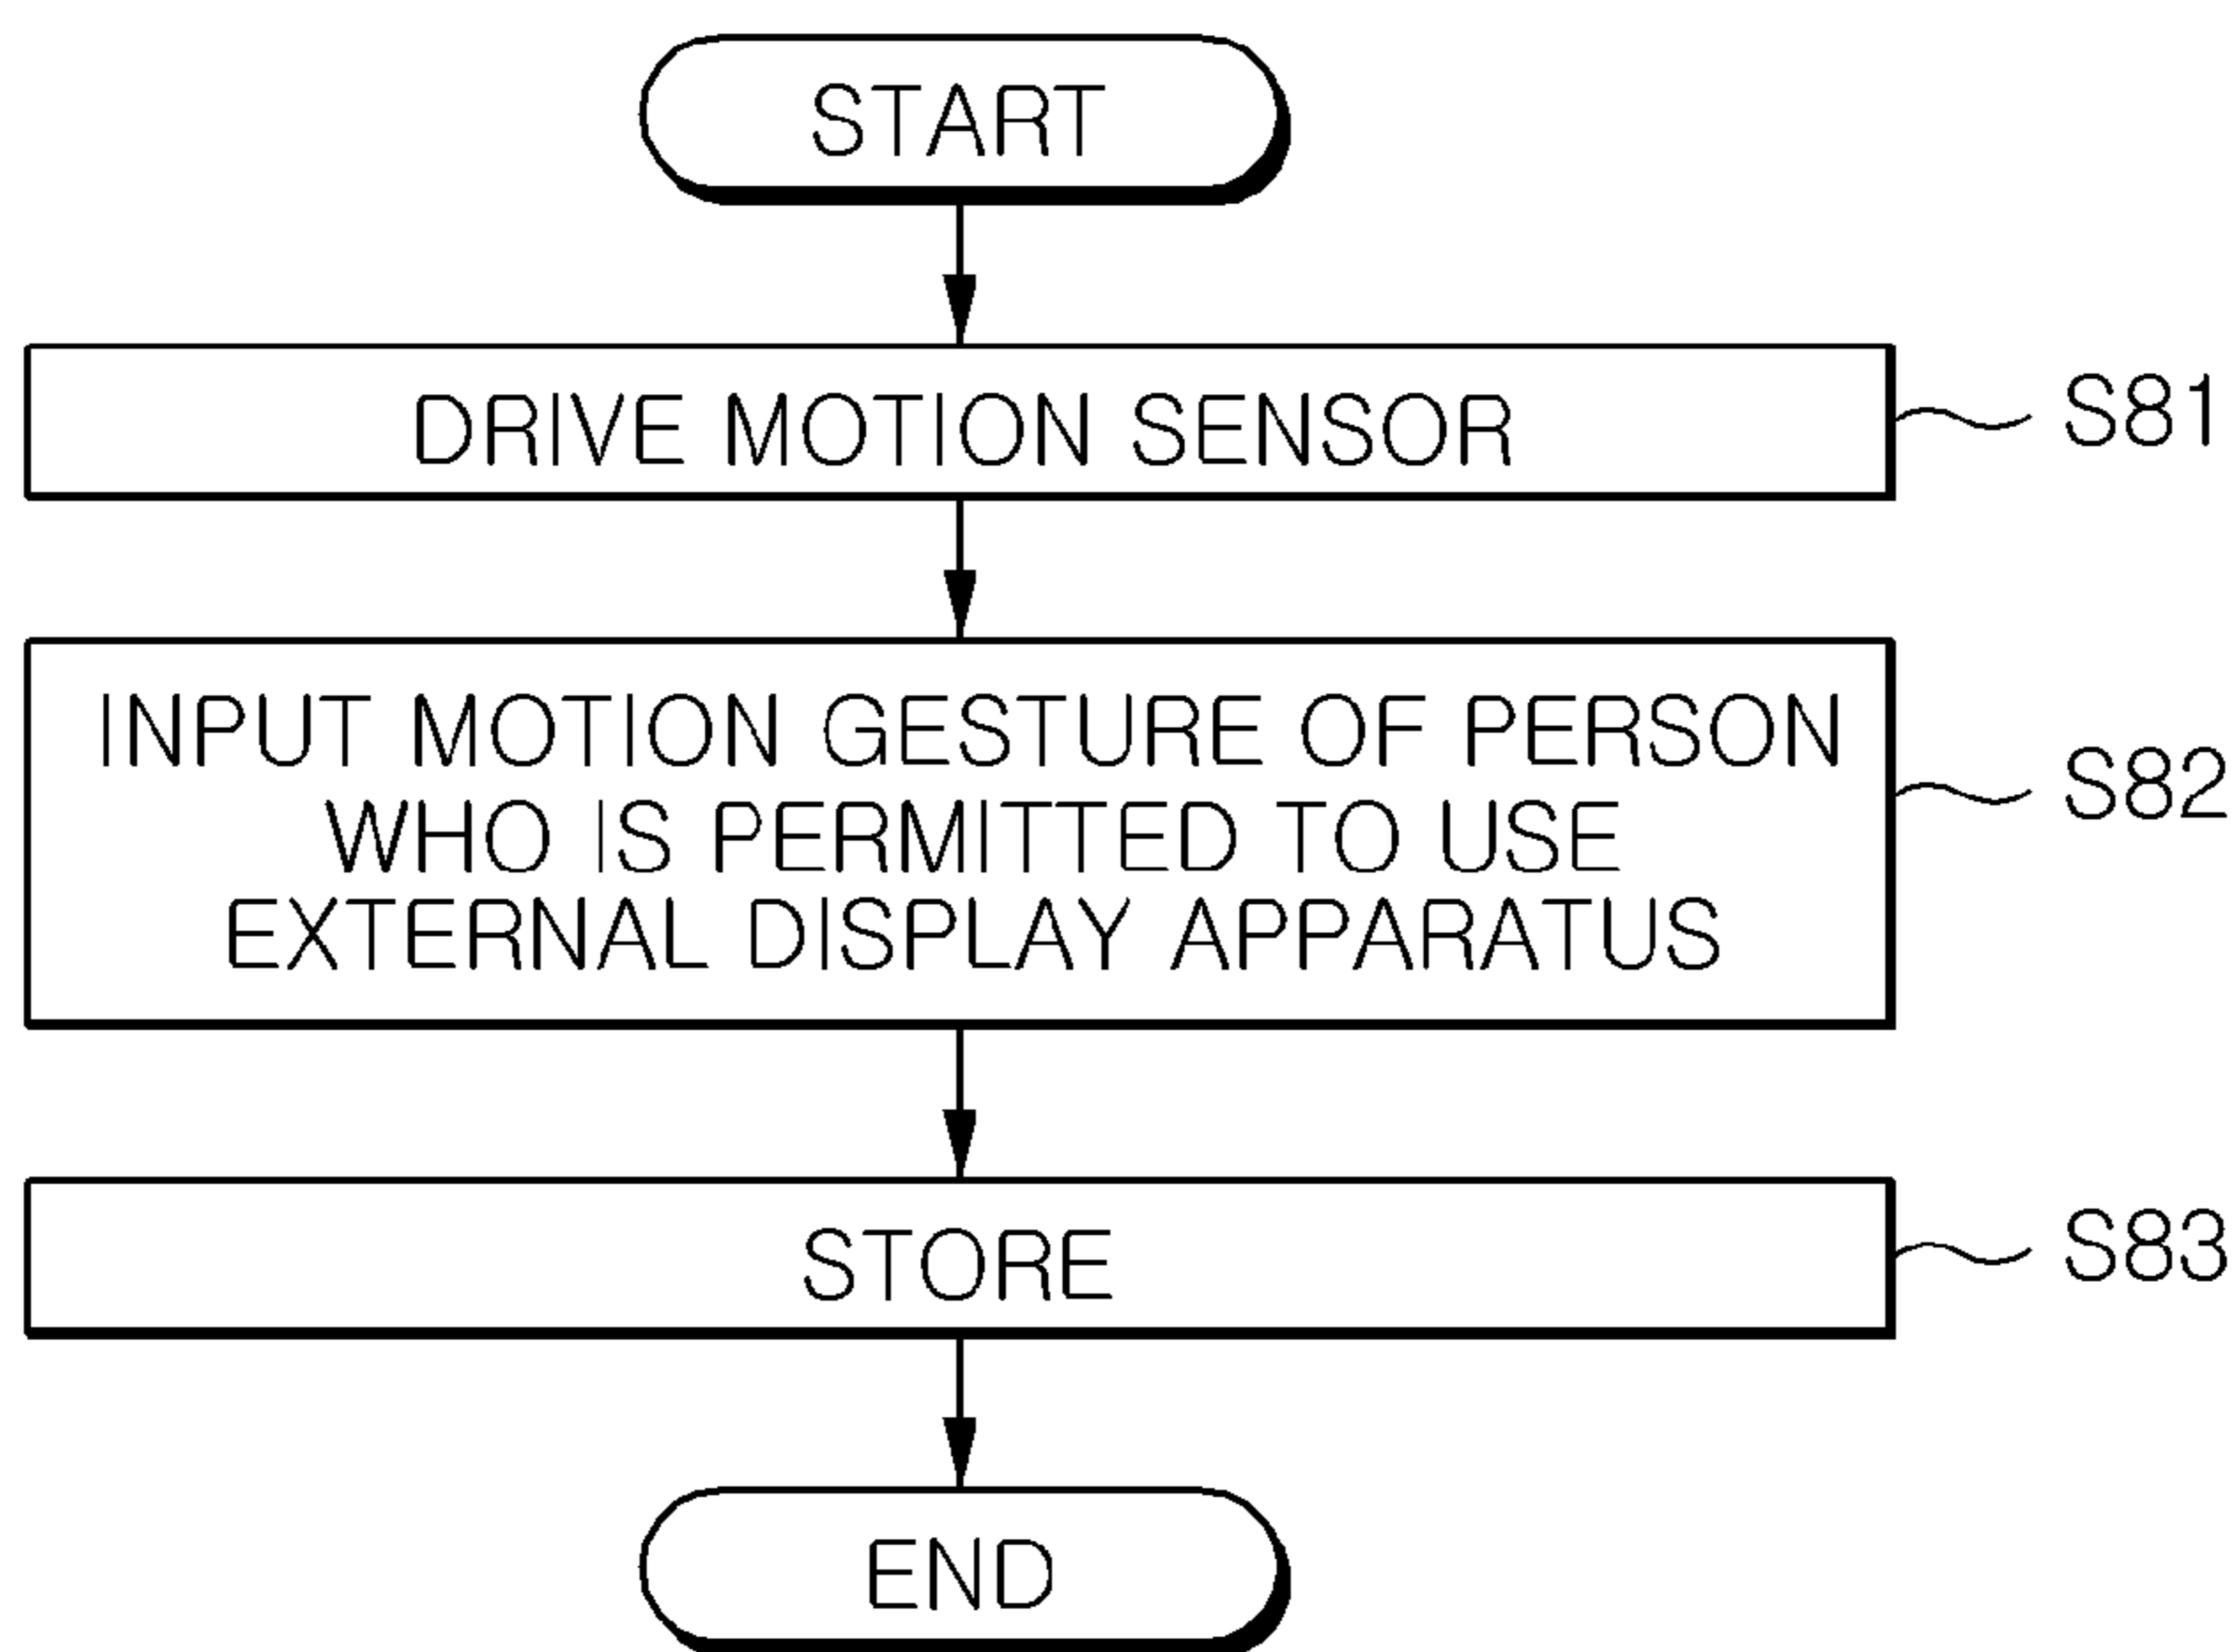 START
DRIVE MOTION SENSOR
S81
INPUT MOTION GESTURE OF PERSON
WHO IS PERMITTED TO USE
EXTERNAL DISPLAY APPARATUS
S82
STORE
S83
END